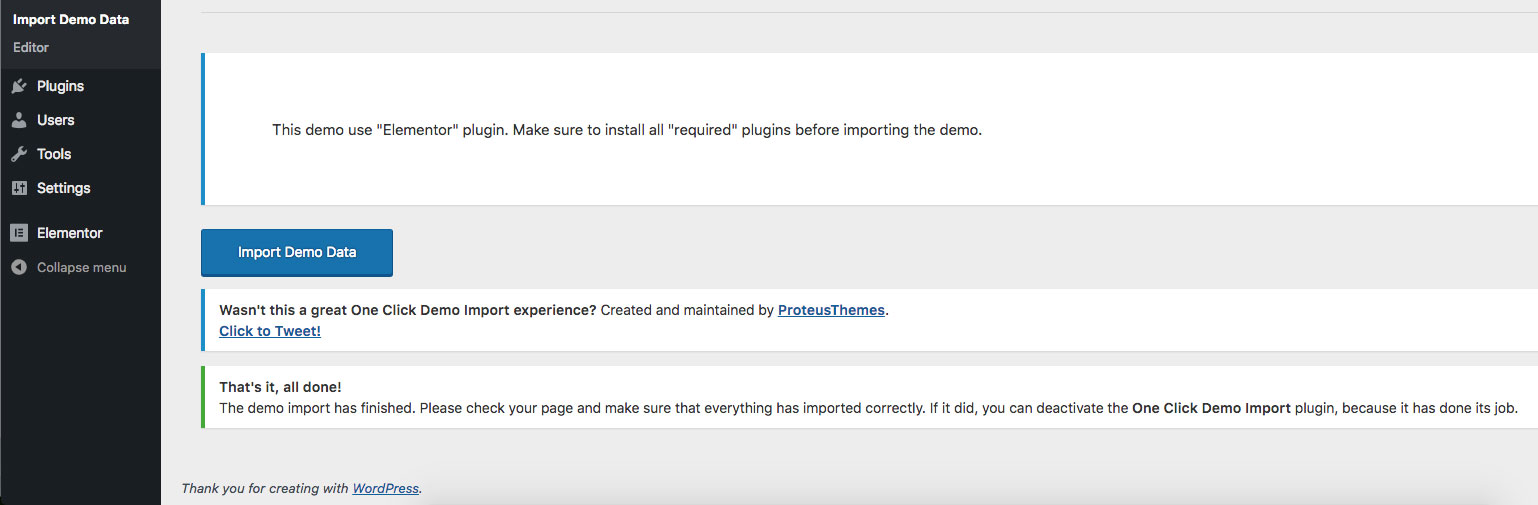 Import Demo Data
Editor
Plugins
Users
Tools
Settings
Elementor
Collapse menu
This demo use "Elementor" plugin. Make sure to install all "required" plugins before importing the demo.
Import Demo Data
Wasn't this a great One Click Demo Import experience? Created and maintained by ProteusThemes.
Click to Tweet!
That's it, all done!
The demo import has finished. Please check your page and make sure that everything has imported correctly. If it did, you can deactivate the One Click Demo Import plugin, because it has done its job.
Thank you for creating with WordPress.